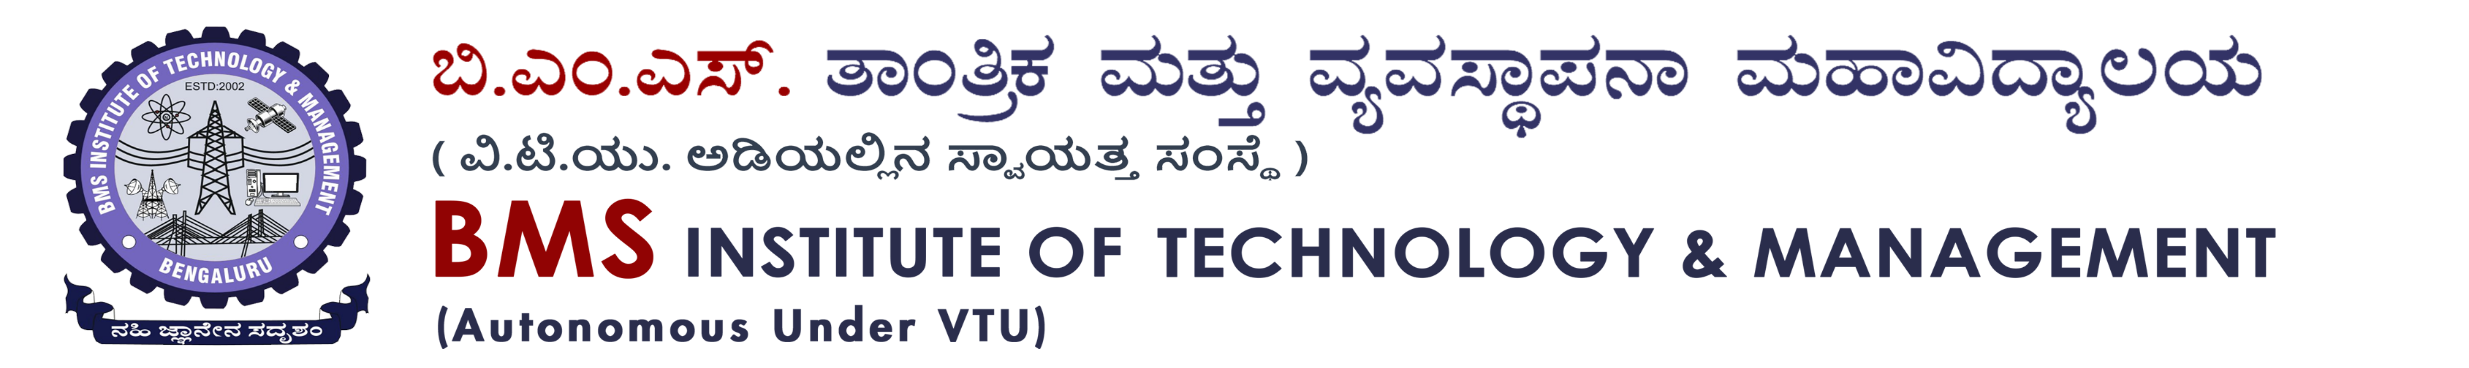 BMS INSTITUTE OF TECHNOLOGY & MANAGEMENT
ESTD:2002
BENGALURU
ನಹಿ ಜ್ಞಾನೇನ ಸದೃಶಂ
ಬಿ.ಎಂ.ಎಸ್. ತಾಂತ್ರಿಕ ಮತ್ತು ವ್ಯವಸ್ಥಾಪನಾ ಮಹಾವಿದ್ಯಾಲಯ
( ವಿ.ಟಿ.ಯು. ಅಡಿಯಲ್ಲಿನ ಸ್ವಾಯತ್ತ ಸಂಸ್ಥೆ )
BMS INSTITUTE OF TECHNOLOGY & MANAGEMENT
(Autonomous Under VTU)